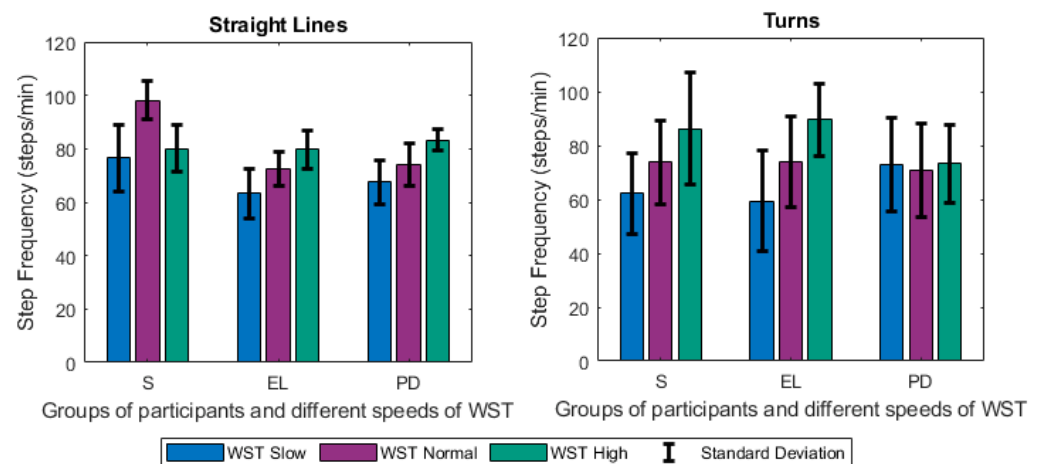 Straight Lines
Step Frequency (steps/min)
120
100
80
60
40
20
0
S EL PD
Groups of participants and different speeds of WST
Turns
Step Frequency (steps/min)
120
100
80
60
40
20
0
S EL PD
Groups of participants and different speeds of WST
WST Slow WST Normal WST High Standard Deviation